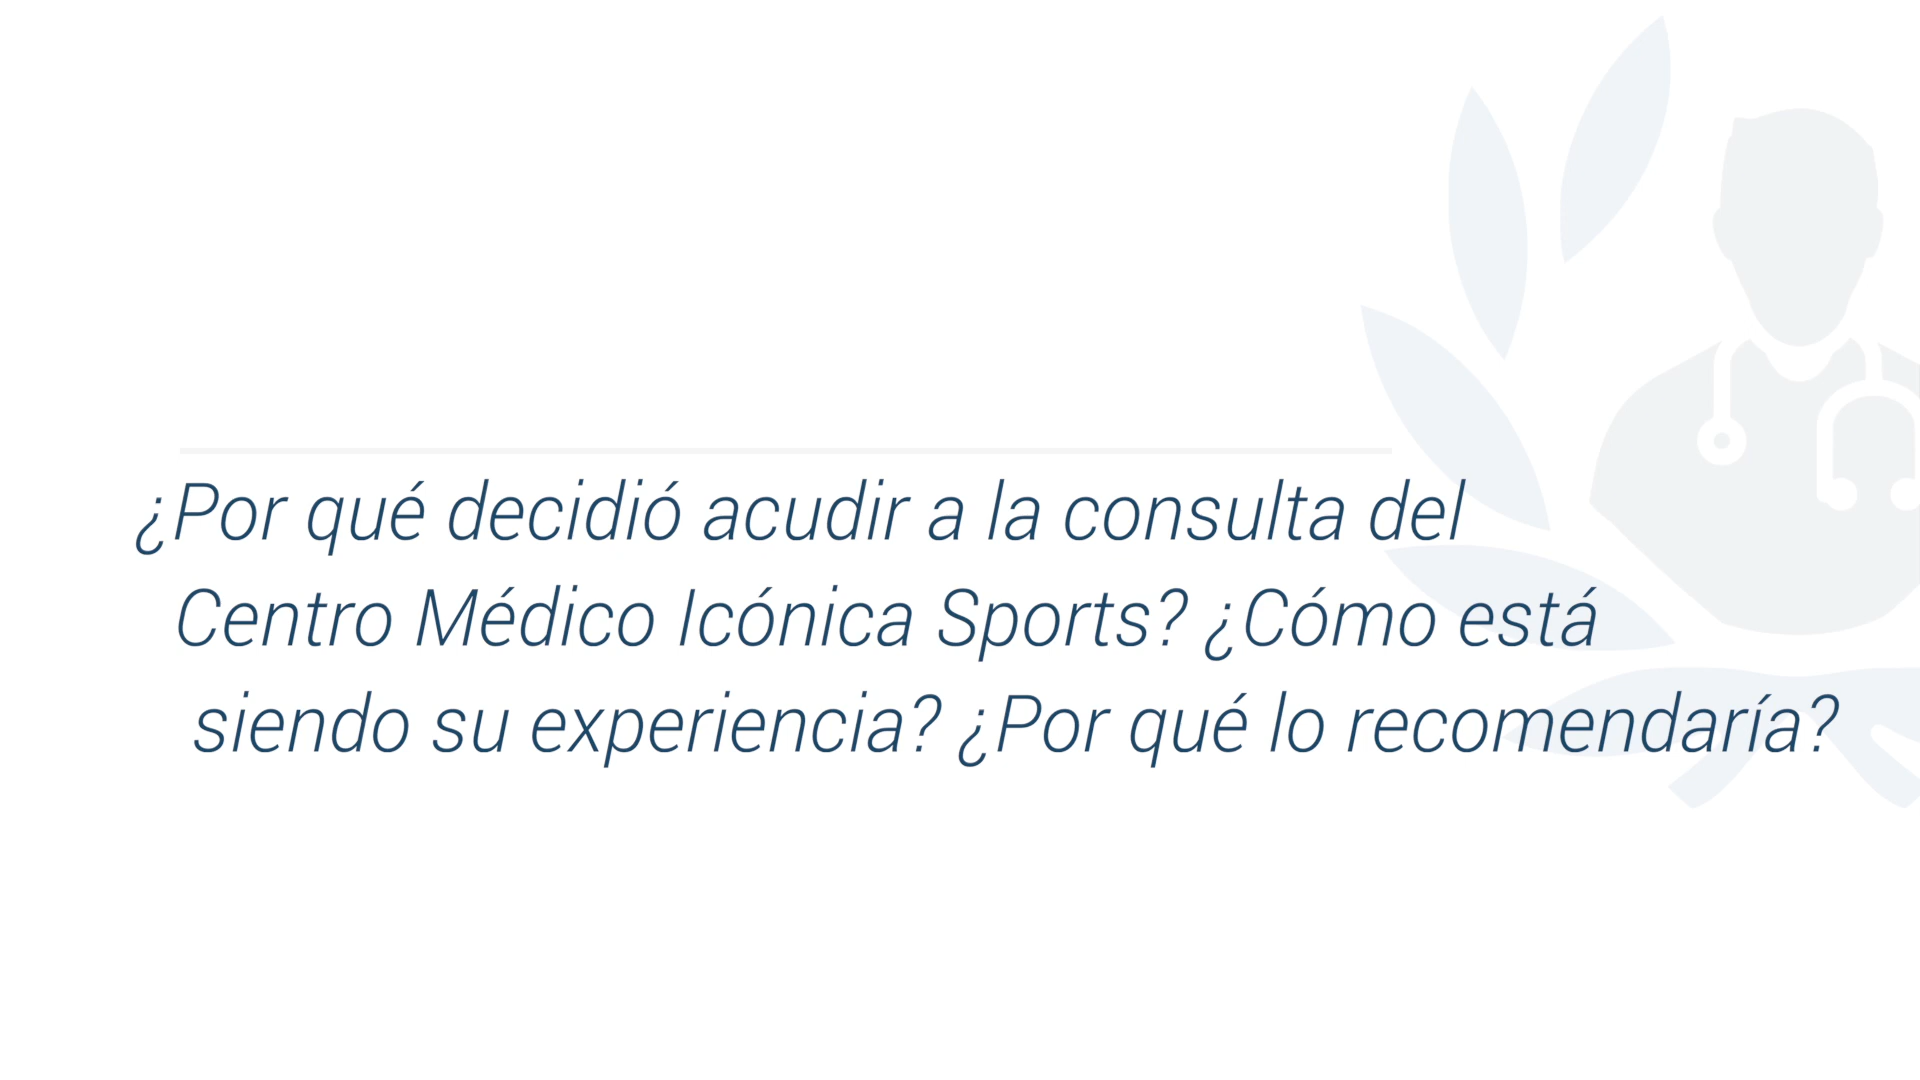 ¿Por qué decidió acudir a la consulta del
Centro Médico Icónica Sports? ¿Cómo está
siendo su experiencia? ¿Por qué lo recomendaría?